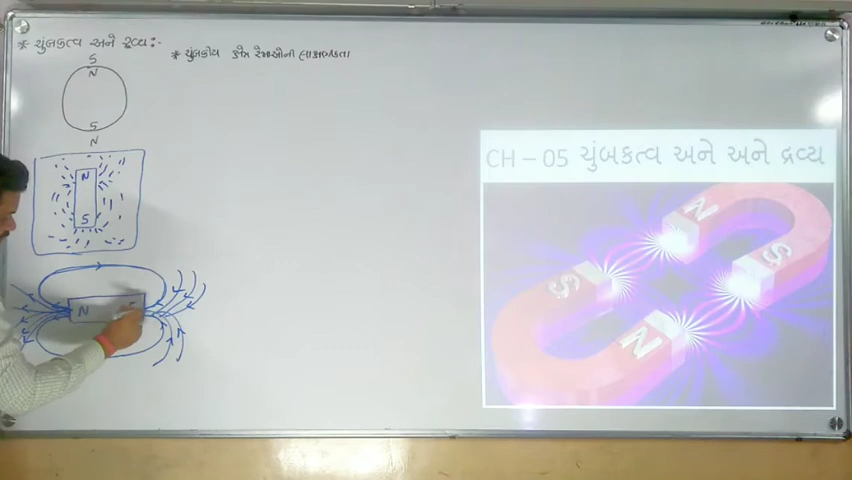 * ચુંબકત્વ અને દ્રવ્ય :-
* ચુંબકીય ક્ષેત્ર રેખાઓની લાક્ષણિકતા
S
N
S
N
N
S
N
S
CH – 05 ચુંબકત્વ અને અને દ્રવ્ય
N
S
S
N